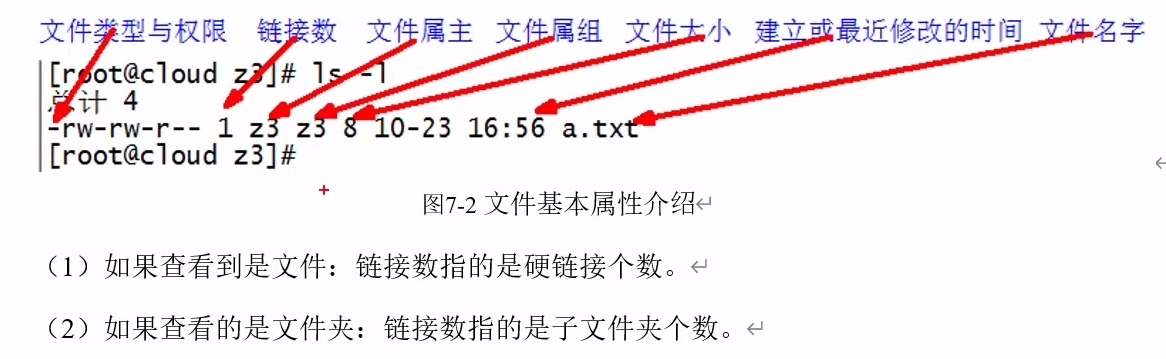 文件类型与权限 链接数 文件属主 文件属组 文件大小 建立或最近修改的时间 文件名字
[root@cloud z3]# ls -l
总计 4
-rw-rw-r-- 1 z3 z3 8 10-23 16:56 a.txt
[root@cloud z3]#
图7-2 文件基本属性介绍↵
（1）如果查看到是文件：链接数指的是硬链接个数。↵
（2）如果查看的是文件夹：链接数指的是子文件夹个数。↵